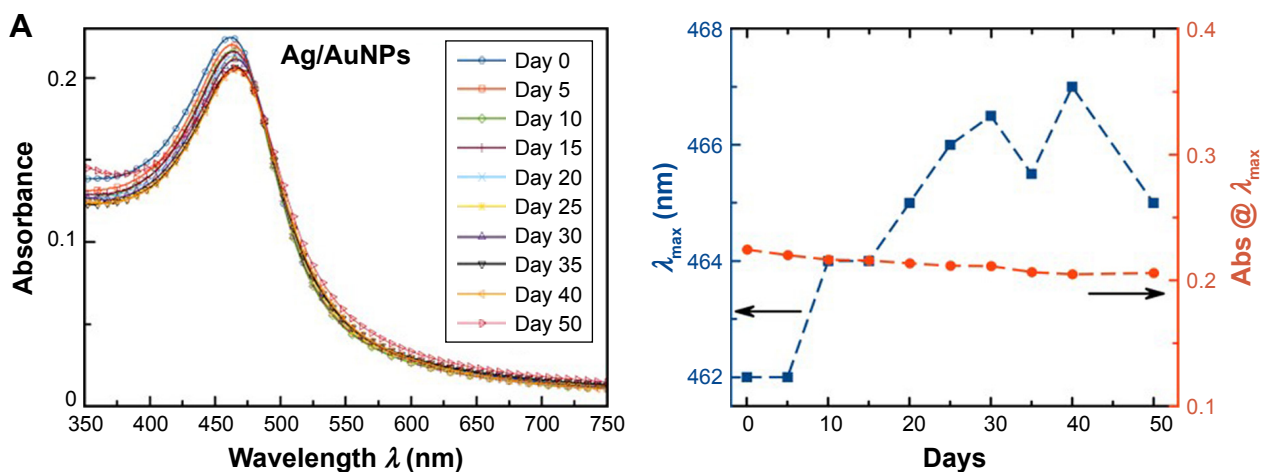 A
Ag/AuNPs
Day 0
Day 5
Day 10
Day 15
Day 20
Day 25
Day 30
Day 35
Day 40
Day 50
Absorbance
0.2
0.1
0
350 400 450 500 550 600 650 700 750
Wavelength λ (nm)
λmax (nm)
468
466
464
462
0 10 20 30 40 50
Days
0.4
0.3
0.2
0.1
Abs @ λmax